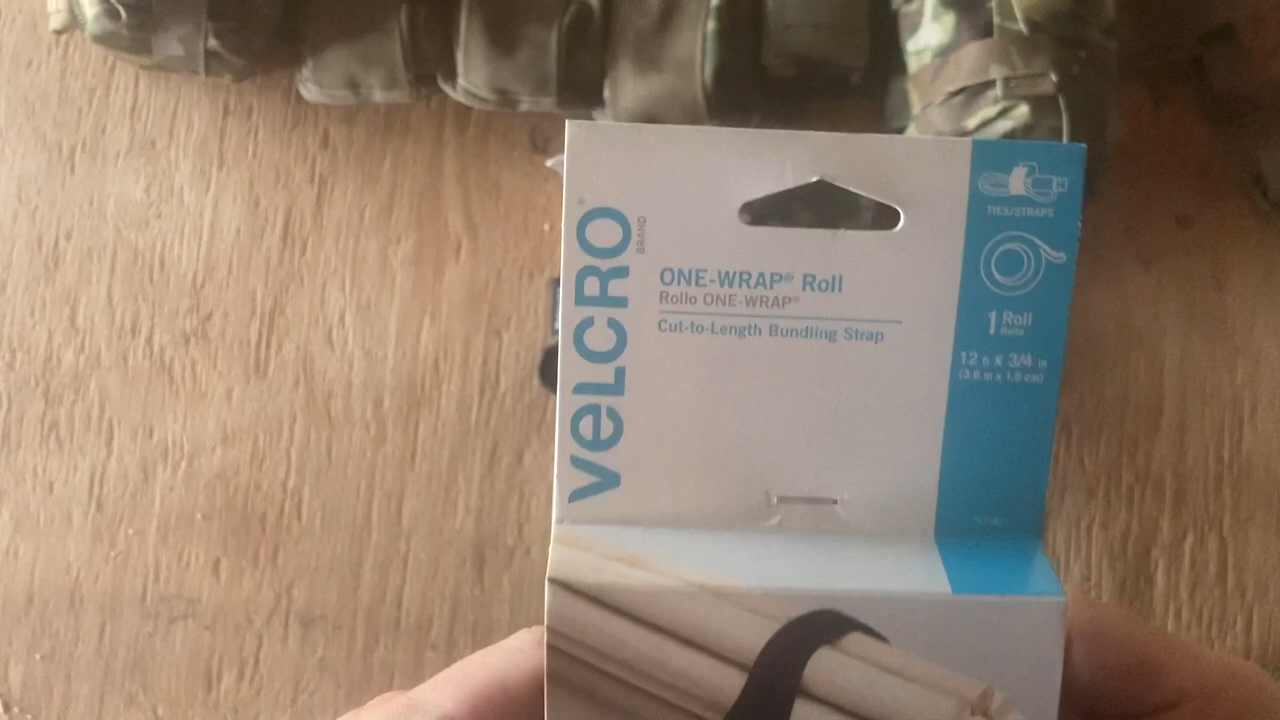 VELCRO®
BRAND
ONE-WRAP® Roll
Rollo ONE-WRAP®
Cut-to-Length Bundling Strap
TIES/STRAPS
1 Roll
Rollo
12 ft x 3/4 in
(3.6 m x 1.9 cm)